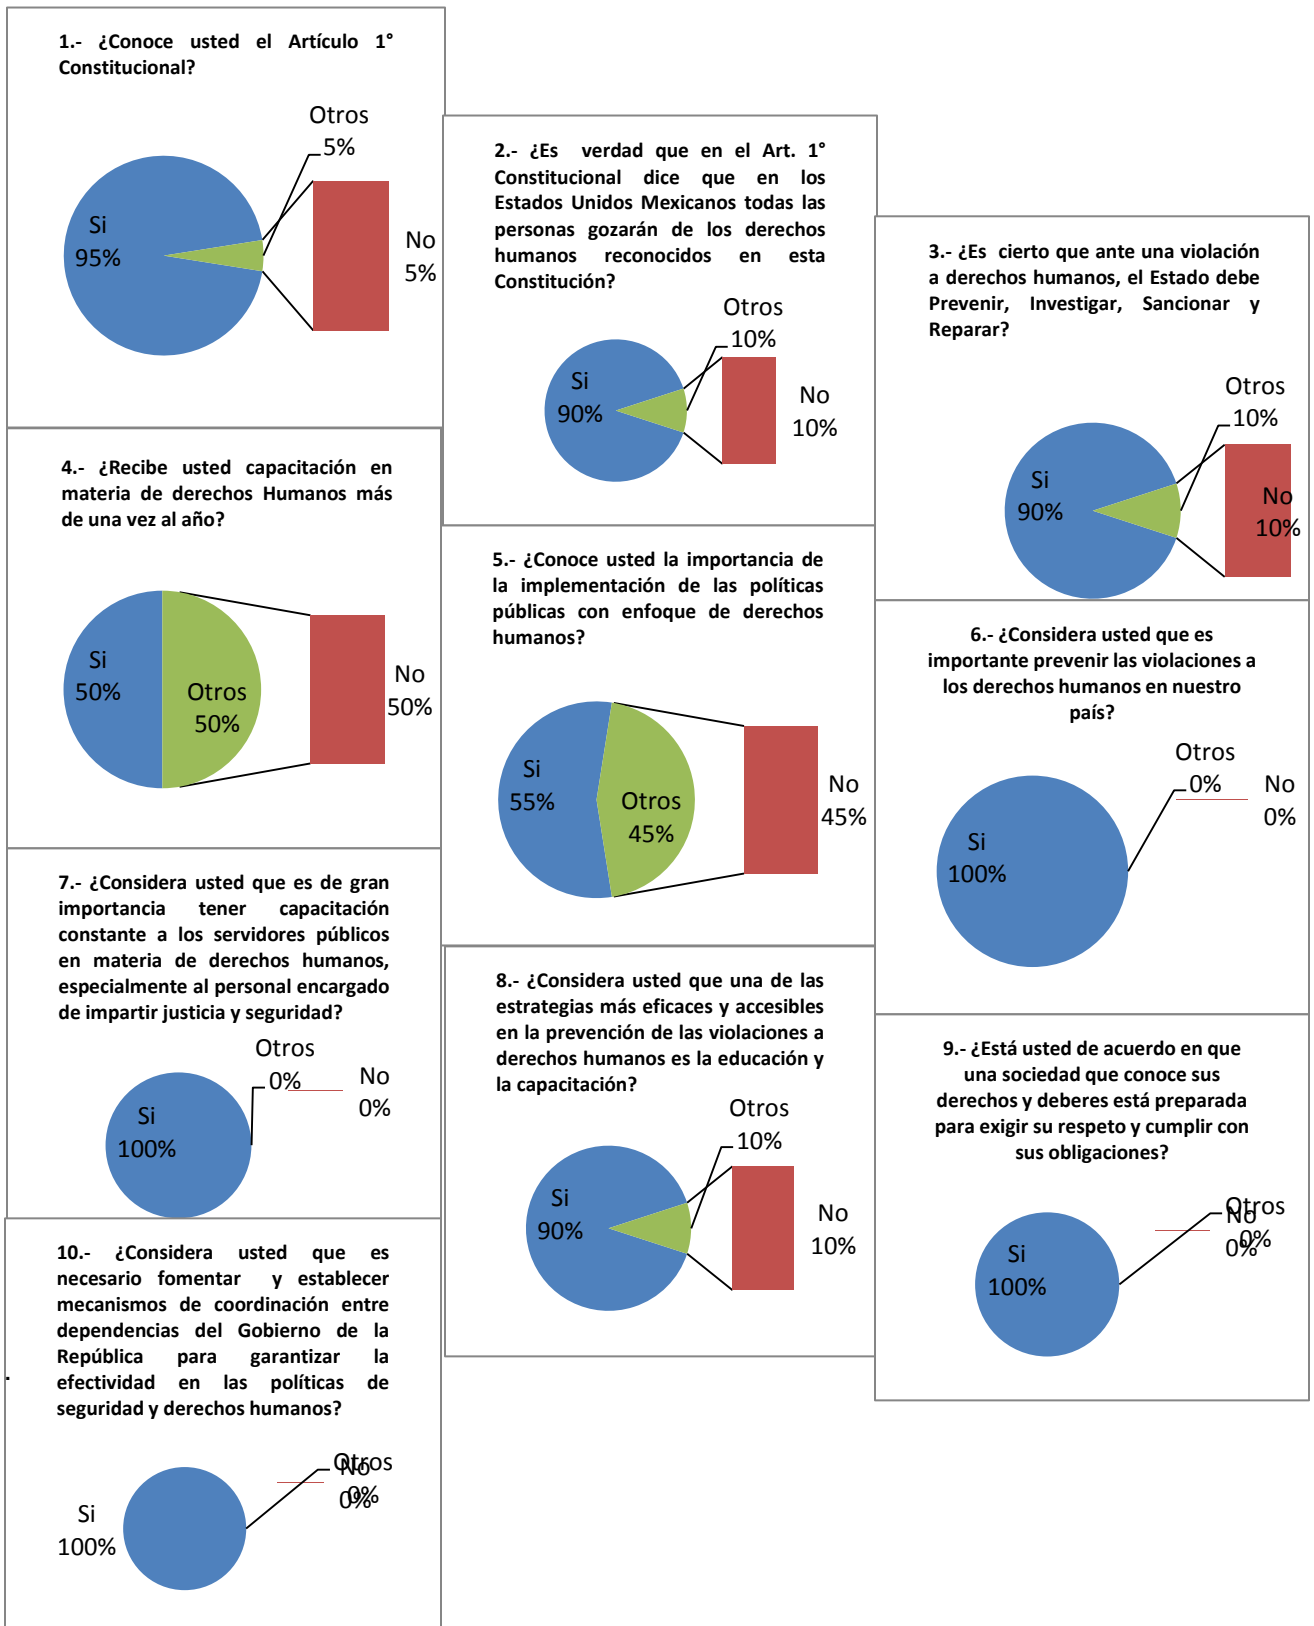 1.- ¿Conoce usted el Artículo 1°
Constitucional?
Otros
5%
Si
95%
No
5%
2.- ¿Es verdad que en el Art. 1°
Constitucional dice que en los
Estados Unidos Mexicanos todas las
personas gozarán de los derechos
humanos reconocidos en esta
Constitución?
Otros
10%
Si
90%
No
10%
3.- ¿Es cierto que ante una violación
a derechos humanos, el Estado debe
Prevenir, Investigar, Sancionar y
Reparar?
Otros
10%
Si
90%
No
10%
4.- ¿Recibe usted capacitación en
materia de derechos Humanos más
de una vez al año?
Si
50%
Otros
50%
No
50%
5.- ¿Conoce usted la importancia de
la implementación de las políticas
públicas con enfoque de derechos
humanos?
Si
55%
Otros
45%
No
45%
6.- ¿Considera usted que es
importante prevenir las violaciones a
los derechos humanos en nuestro
país?
Otros
0%
No
0%
Si
100%
7.- ¿Considera usted que es de gran
importancia tener capacitación
constante a los servidores públicos
en materia de derechos humanos,
especialmente al personal encargado
de impartir justicia y seguridad?
Otros
0%
No
0%
Si
100%
8.- ¿Considera usted que una de las
estrategias más eficaces y accesibles
en la prevención de las violaciones a
derechos humanos es la educación y
la capacitación?
Otros
10%
Si
90%
No
10%
9.- ¿Está usted de acuerdo en que
una sociedad que conoce sus
derechos y deberes está preparada
para exigir su respeto y cumplir con
sus obligaciones?
Otros
0%
No
0%
Si
100%
10.- ¿Considera usted que es
necesario fomentar y establecer
mecanismos de coordinación entre
dependencias del Gobierno de la
República para garantizar la
efectividad en las políticas de
seguridad y derechos humanos?
.
Otros
0%
No
0%
Si
100%